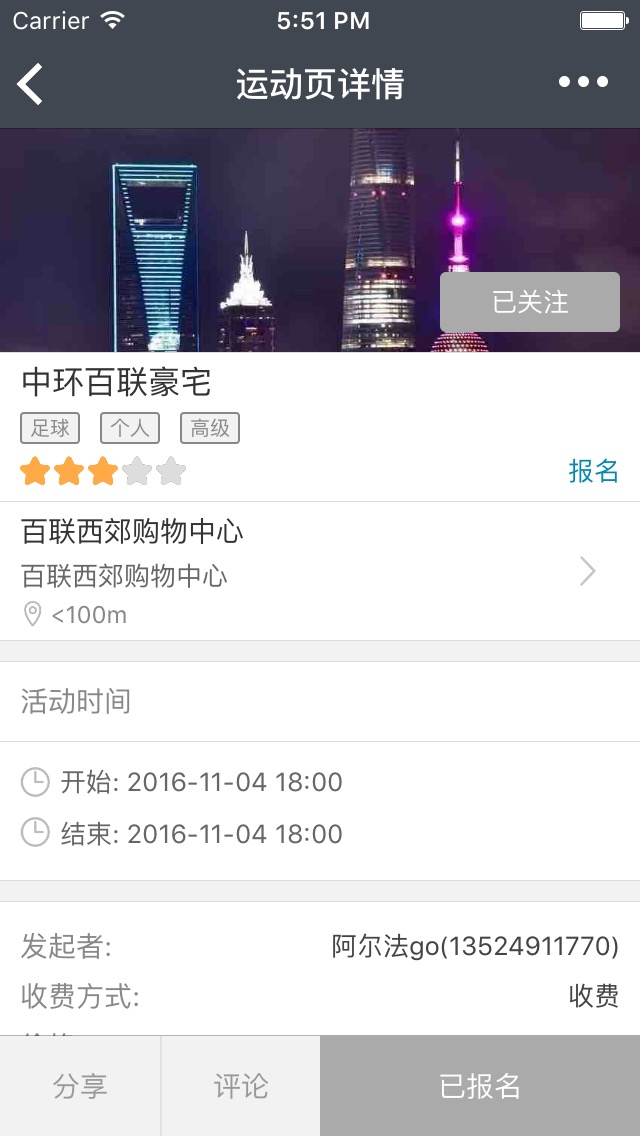 Carrier 5:51 PM
运动页详情
已关注
中环百联豪宅
足球 个人 高级
报名
百联西郊购物中心
百联西郊购物中心
<100m
活动时间
开始: 2016-11-04 18:00
结束: 2016-11-04 18:00
发起者: 阿尔法go(13524911770)
收费方式: 收费
分享 评论 已报名